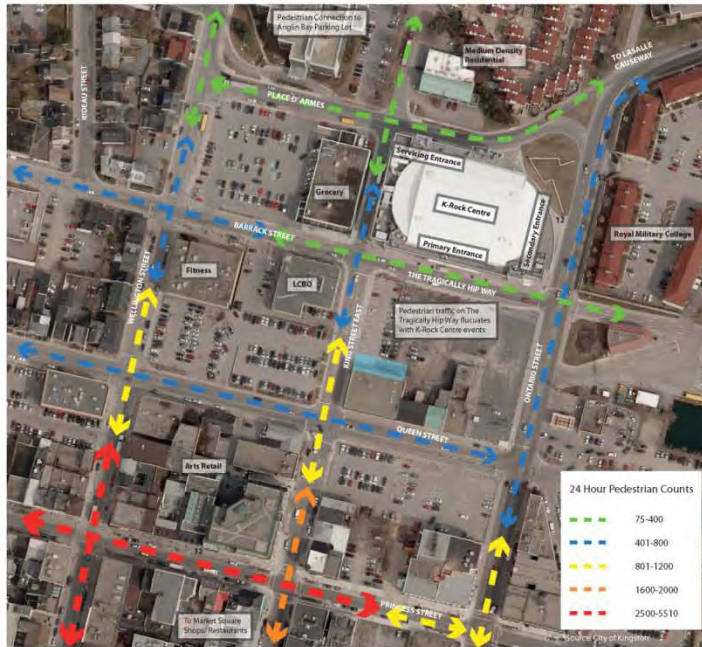 Pedestrian Connection to
Anglin Bay Parking Lot
Medium Density
Residential
TO LASALLE
CAUSEWAY
RIDEAU STREET
PLACE D' ARMES
Servicing Entrance
Grocery
K-Rock Centre
Secondary Entrance
Royal Military College
BARRACK STREET
Primary Entrance
THE TRAGICALLY HIP WAY
Fitness
LCBO
WELLINGTON STREET
KING STREET EAST
Pedestrian traffic on The
Tragically Hip Way flucuates
with K-Rock Centre events
ONTARIO STREET
QUEEN STREET
Arts Retail
24 Hour Pedestrian Counts
75-400
401-800
801-1200
1600-2000
2500-5510
PRINCESS STREET
To Market Square
Shops/ Restaurants
Source: City of Kingston